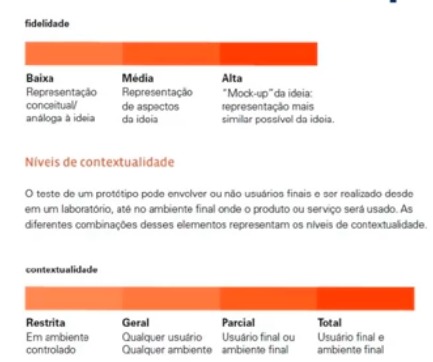 fidelidade
Baixa Média Alta
Representação Representação "Mock-up" da ideia:
conceitual/ de aspectos representação mais
análoga à ideia da ideia similar possível da ideia.
Níveis de contextualidade
O teste de um protótipo pode envolver ou não usuários finais e ser realizado desde
em um laboratório, até no ambiente final onde o produto ou serviço será usado. As
diferentes combinações desses elementos representam os níveis de contextualidade.
contextualidade
Restrita Geral Parcial Total
Em ambiente Qualquer usuário Usuário final ou Usuário final e
controlado Qualquer ambiente ambiente final ambiente final